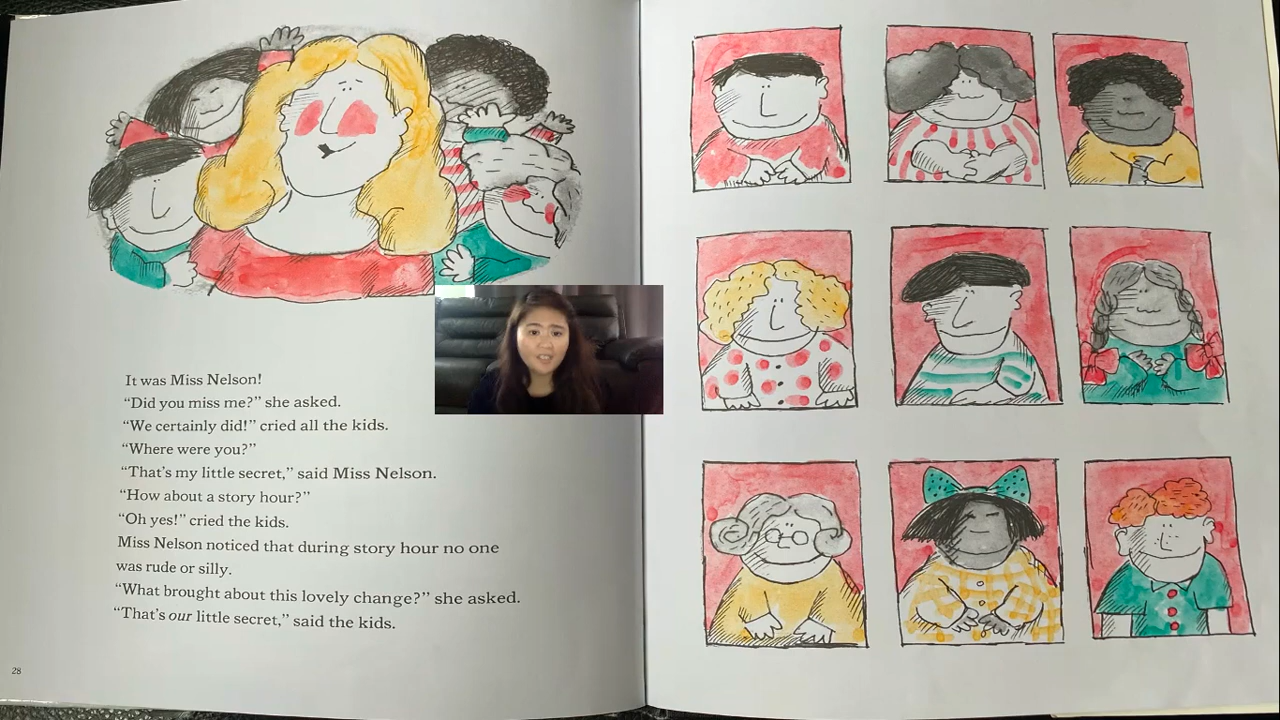 It was Miss Nelson!
“Did you miss me?” she asked.
“We certainly did!” cried all the kids.
“Where were you?”
“That’s my little secret,” said Miss Nelson.
“How about a story hour?”
“Oh yes!” cried the kids.
Miss Nelson noticed that during story hour no one
was rude or silly.
“What brought about this lovely change?” she asked.
“That’s our little secret,” said the kids.
28